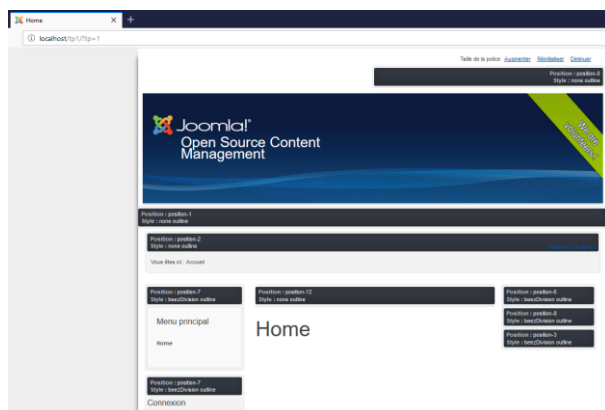 Home
localhost/tp1/?tp=1
Taille de la police Augmenter Réinitialiser Diminuer
Position : position-0
Style : none outline
Joomla!®
Open Source Content
Management
We are
volunteers!
Position : position-1
Style : none outline
Position : position-2
Style : none outline
Vous êtes ici : Accueil
Position : position-7
Style : beezDivision outline
Menu principal
Home
Position : position-12
Style : none outline
Home
Position : position-6
Style : beezDivision outline
Position : position-8
Style : beezDivision outline
Position : position-3
Style : beezDivision outline
Position : position-7
Style : beezDivision outline
Connexion